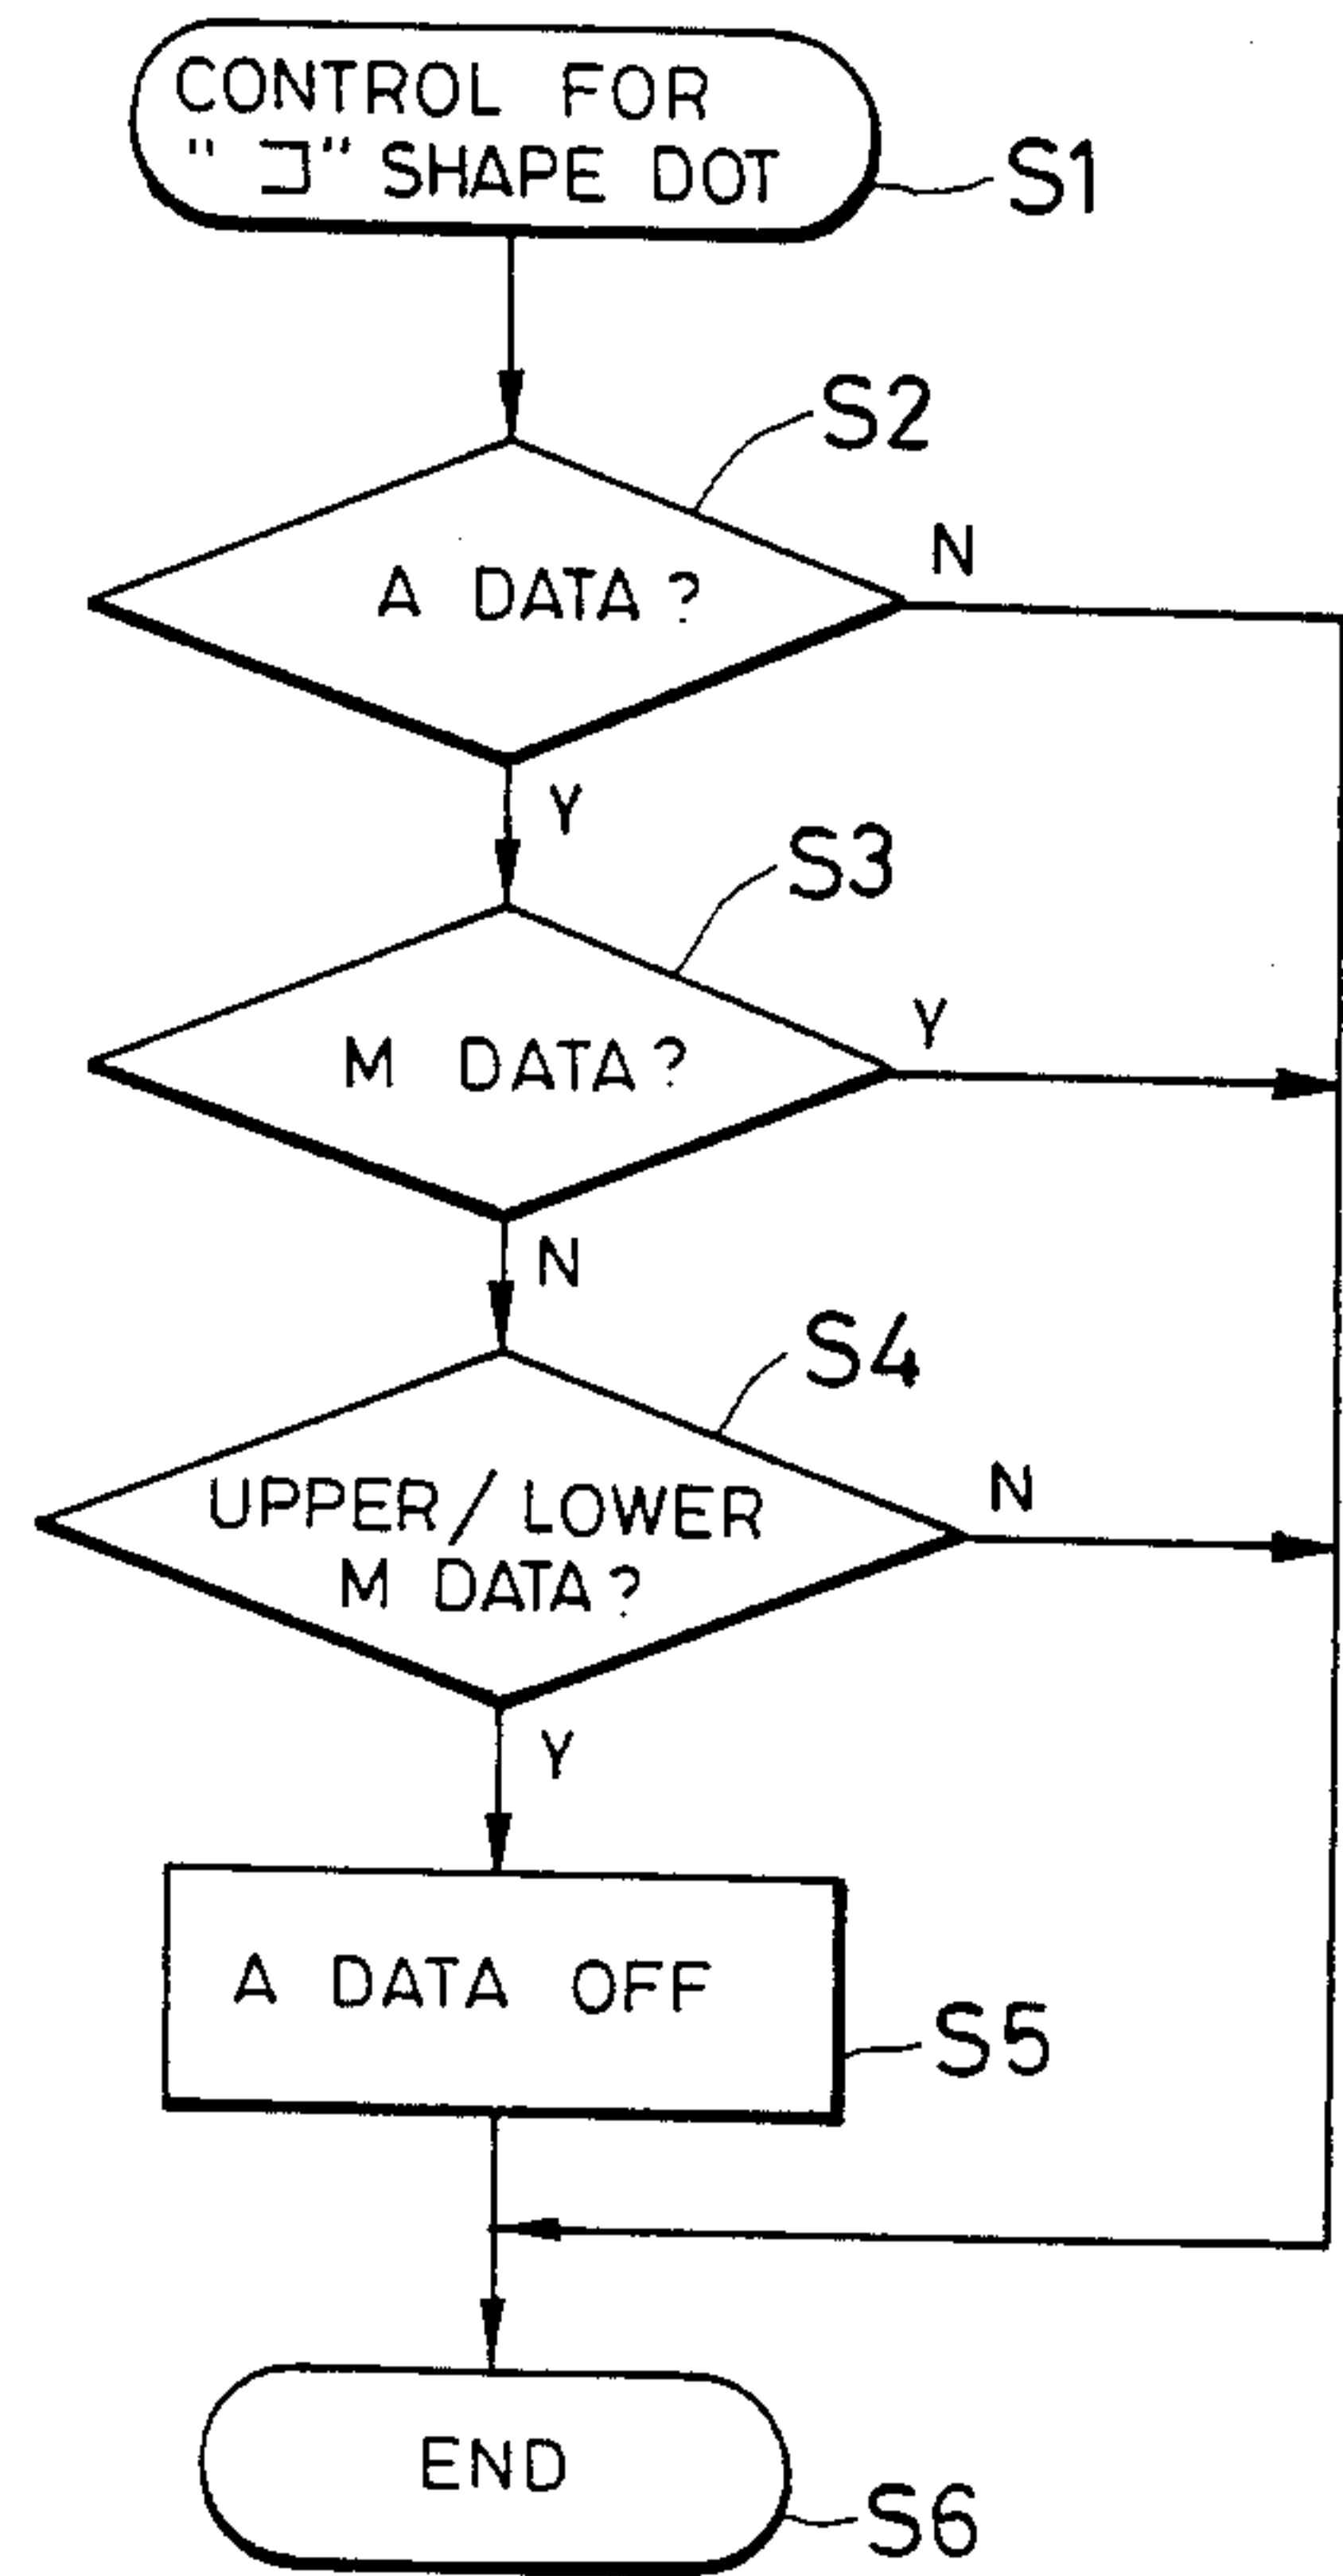 CONTROL FOR
"コ" SHAPE DOT
S1
S2
A DATA?
N
Y
S3
M DATA?
Y
N
S4
UPPER/LOWER
M DATA?
N
Y
A DATA OFF
S5
END
S6